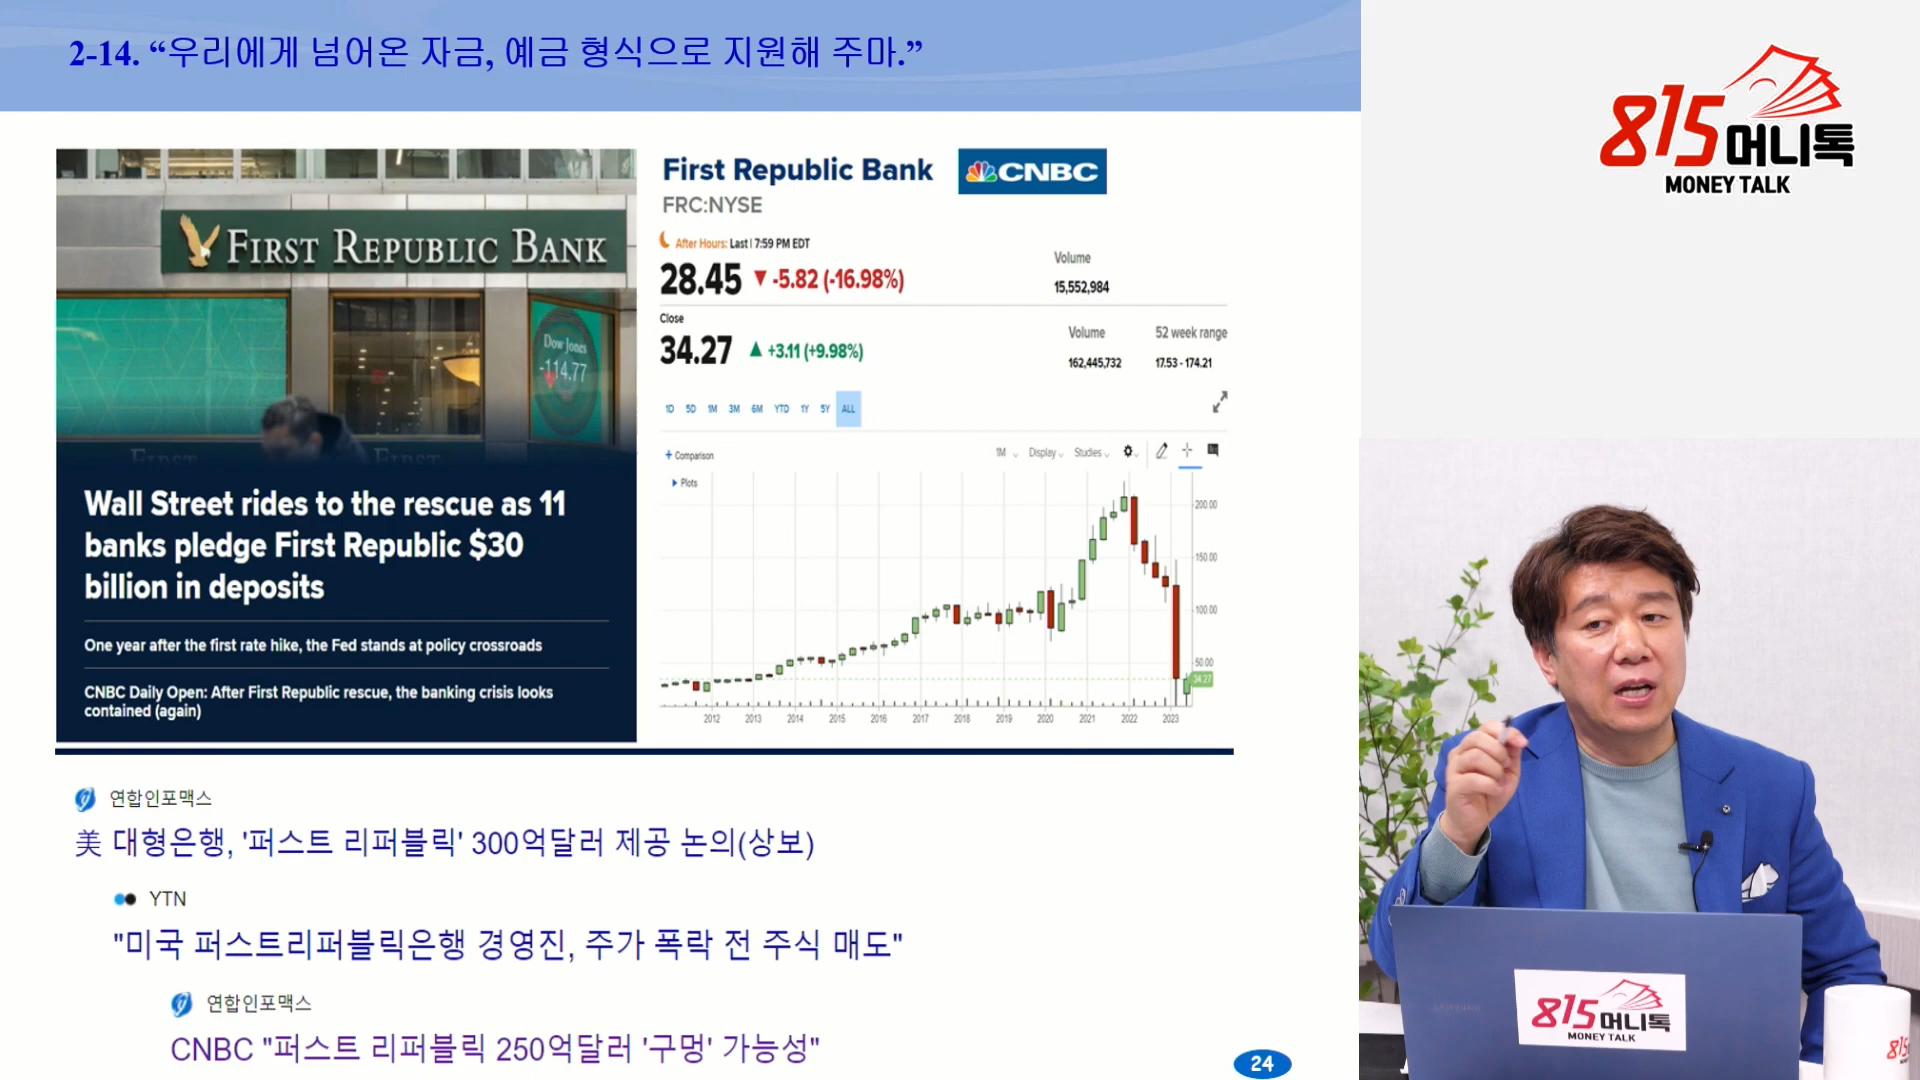 2-14. “우리에게 넘어온 자금, 예금 형식으로 지원해 주마.”
815머니톡
MONEY TALK
FIRST REPUBLIC BANK
Dow Jones
-114.77
FIRST FIRST
Wall Street rides to the rescue as 11
banks pledge First Republic $30
billion in deposits
One year after the first rate hike, the Fed stands at policy crossroads
CNBC Daily Open: After First Republic rescue, the banking crisis looks
contained (again)
First Republic Bank
CNBC
FRC:NYSE
After Hours: Last | 7:59 PM EDT
28.45 ▼ -5.82 (-16.98%)
Volume
15,552,984
Close
34.27 ▲ +3.11 (+9.98%)
Volume
162,445,732
52 week range
17.53 - 174.21
1D 5D 1M 3M 6M YTD 1Y 5Y ALL
+ Comparison
1M Display Studies
Plots
200.00
150.00
100.00
50.00
34.27
2012 2013 2014 2015 2016 2017 2018 2019 2020 2021 2022 2023
연합인포맥스
美 대형은행, '퍼스트 리퍼블릭' 300억달러 제공 논의(상보)
YTN
"미국 퍼스트리퍼블릭은행 경영진, 주가 폭락 전 주식 매도"
연합인포맥스
CNBC "퍼스트 리퍼블릭 250억달러 '구멍' 가능성"
24
815머니톡
MONEY TALK
815